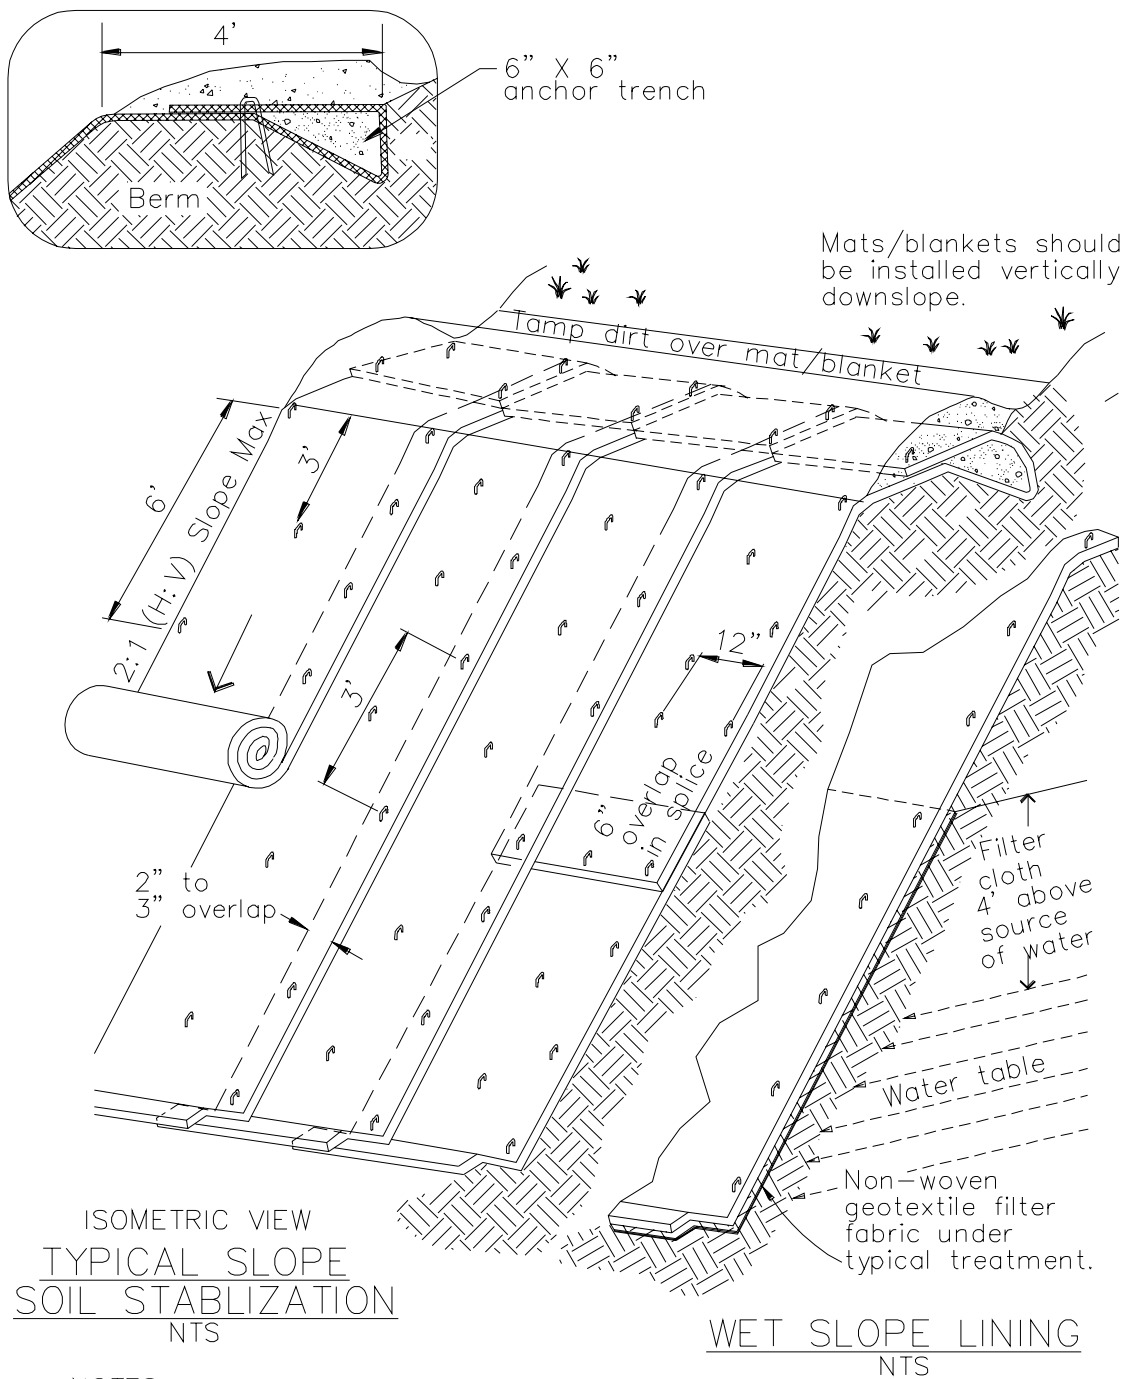 4'
6" X 6"
anchor trench
Berm
Mats/blankets should
be installed vertically
downslope.
Tamp dirt over mat/blanket
2:1 (H:V) Slope Max
6'
3'
3'
12"
6"
overlap
in splice
2" to
3" overlap
Filter
cloth
4' above
source
of water
Water table
Non-woven
geotextile filter
fabric under
typical treatment.
ISOMETRIC VIEW
TYPICAL SLOPE
SOIL STABLIZATION
NTS
WET SLOPE LINING
NTS